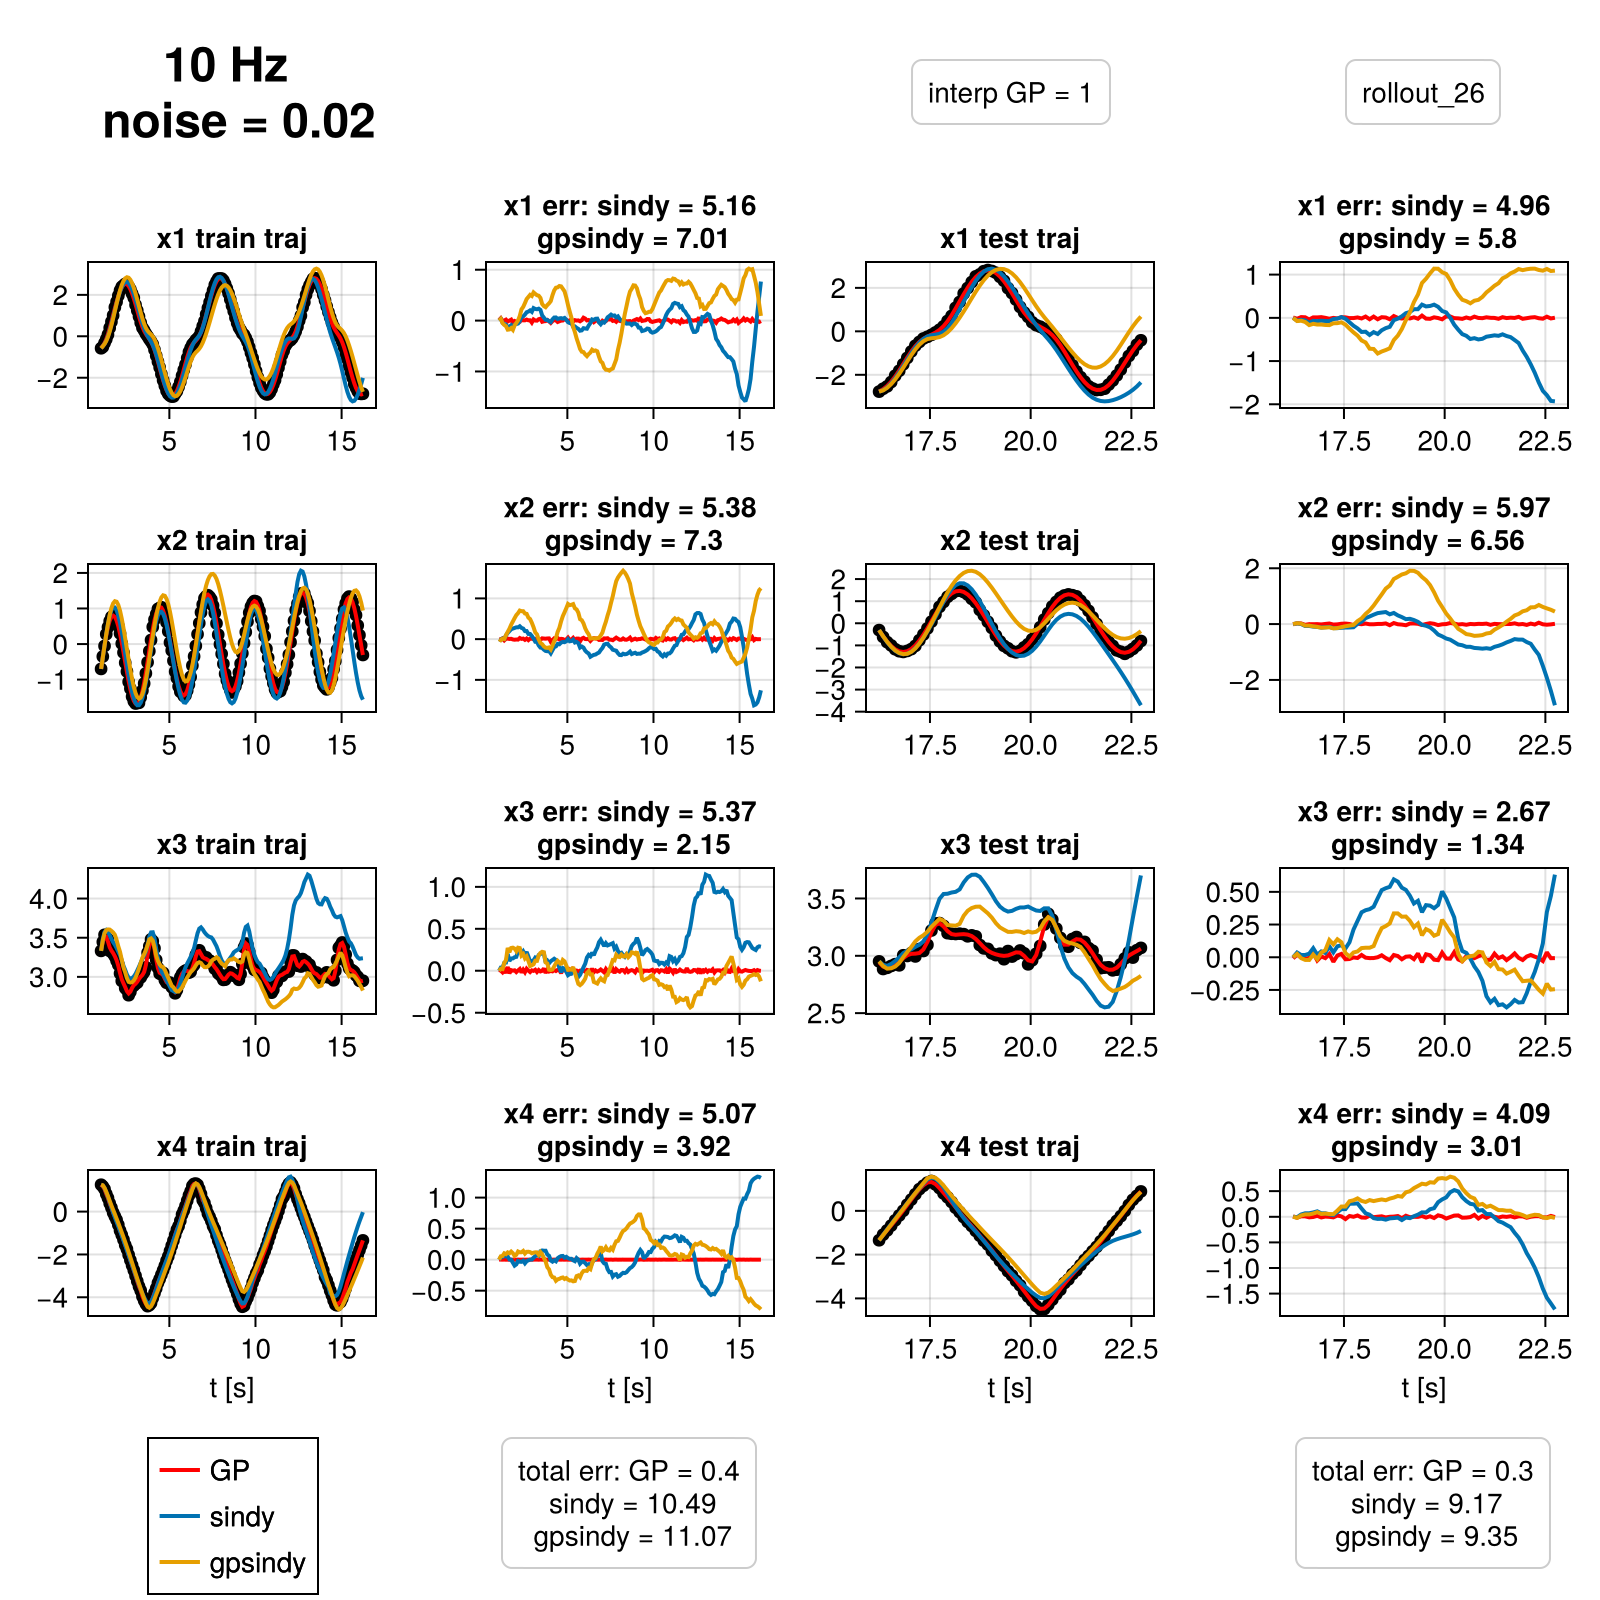 10 Hz
noise = 0.02
interp GP = 1
rollout_26
x1 train traj
2
0
−2
5
10
15
x1 err: sindy = 5.16
gpsindy = 7.01
1
0
−1
5
10
15
x1 test traj
2
0
−2
17.5
20.0
22.5
x1 err: sindy = 4.96
gpsindy = 5.8
1
0
−1
−2
17.5
20.0
22.5
x2 train traj
2
1
0
−1
5
10
15
x2 err: sindy = 5.38
gpsindy = 7.3
1
0
−1
5
10
15
x2 test traj
2
1
0
−1
−2
−3
−4
17.5
20.0
22.5
x2 err: sindy = 5.97
gpsindy = 6.56
2
0
−2
17.5
20.0
22.5
x3 train traj
4.0
3.5
3.0
5
10
15
x3 err: sindy = 5.37
gpsindy = 2.15
1.0
0.5
0.0
−0.5
5
10
15
x3 test traj
3.5
3.0
2.5
17.5
20.0
22.5
x3 err: sindy = 2.67
gpsindy = 1.34
0.50
0.25
0.00
−0.25
17.5
20.0
22.5
x4 train traj
0
−2
−4
5
10
15
t [s]
x4 err: sindy = 5.07
gpsindy = 3.92
1.0
0.5
0.0
−0.5
5
10
15
t [s]
x4 test traj
0
−2
−4
17.5
20.0
22.5
t [s]
x4 err: sindy = 4.09
gpsindy = 3.01
0.5
0.0
−0.5
−1.0
−1.5
17.5
20.0
22.5
t [s]
GP
sindy
gpsindy
total err: GP = 0.4
sindy = 10.49
gpsindy = 11.07
total err: GP = 0.3
sindy = 9.17
gpsindy = 9.35